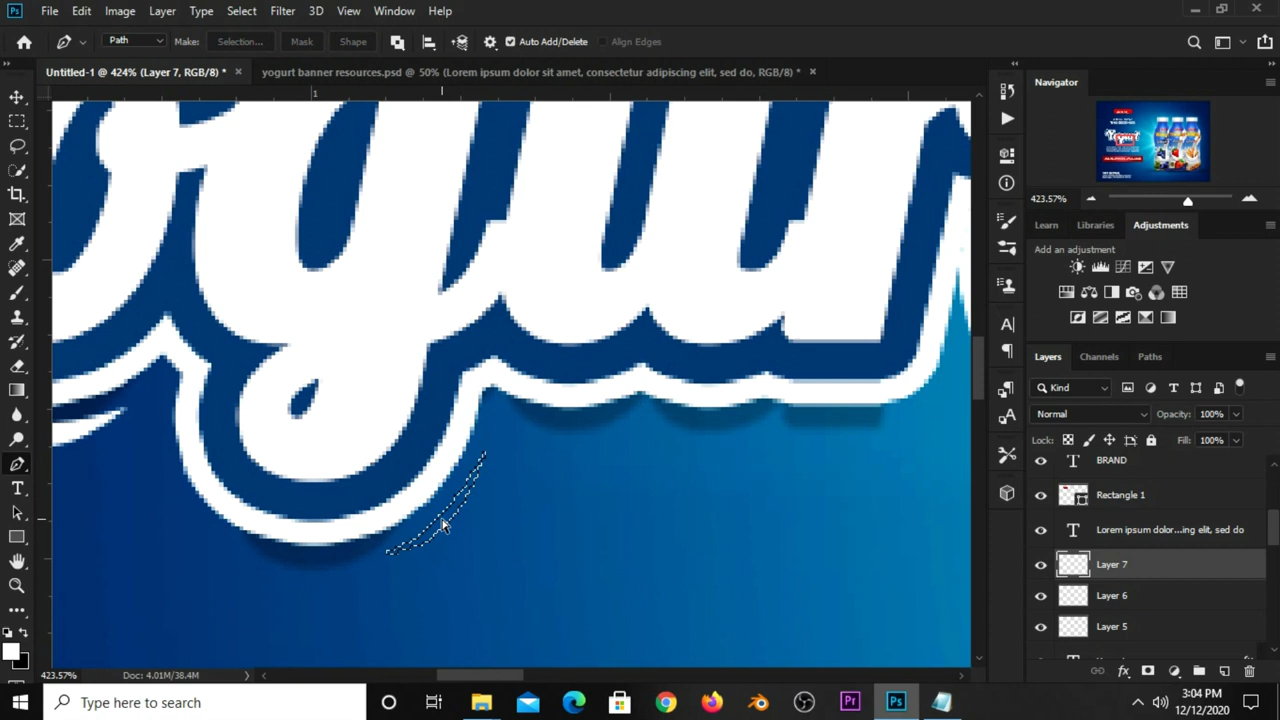 Ps File Edit Image Layer Type Select Filter 3D View Window Help
Path Make: Selection... Mask Shape Auto Add/Delete Align Edges
Untitled-1 @ 424% (Layer 7, RGB/8) * × yogurt banner resources.psd @ 50% (Lorem ipsum dolor sit amet, consectetur adipiscing elit, sed do, RGB/8) * ×
1
Navigator
423.57%
Learn Libraries Adjustments
Add an adjustment
Layers Channels Paths
Kind
Normal Opacity: 100%
Lock: Fill: 100%
BRAND
Rectangle 1
Lorem ipsum dolor...ing elit, sed do
Layer 7
Layer 6
Layer 5
423.57% Doc: 4.01M/38.4M
Type here to search
3:04 PM
12/12/2020